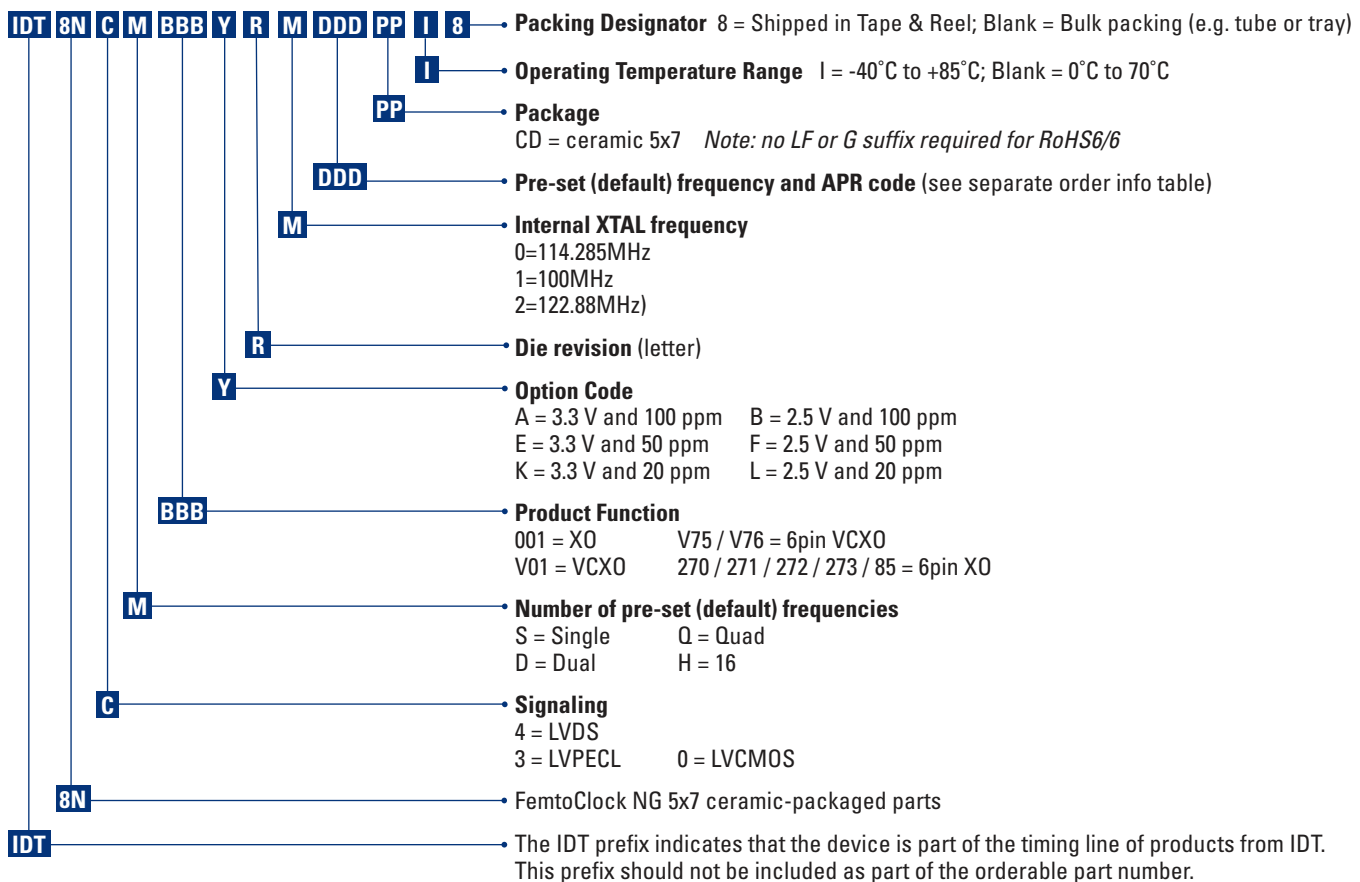 IDT 8N C M BBB Y R M DDD PP I 8 • Packing Designator 8 = Shipped in Tape & Reel; Blank = Bulk packing (e.g. tube or tray)
I • Operating Temperature Range I = -40˚C to +85˚C; Blank = 0˚C to 70˚C
PP • Package
CD = ceramic 5x7 Note: no LF or G suffix required for RoHS6/6
DDD • Pre-set (default) frequency and APR code (see separate order info table)
M • Internal XTAL frequency
0=114.285MHz
1=100MHz
2=122.88MHz)
R • Die revision (letter)
Y • Option Code
A = 3.3 V and 100 ppm B = 2.5 V and 100 ppm
E = 3.3 V and 50 ppm F = 2.5 V and 50 ppm
K = 3.3 V and 20 ppm L = 2.5 V and 20 ppm
BBB • Product Function
001 = XO V75 / V76 = 6pin VCXO
V01 = VCXO 270 / 271 / 272 / 273 / 85 = 6pin XO
M • Number of pre-set (default) frequencies
S = Single Q = Quad
D = Dual H = 16
C • Signaling
4 = LVDS
3 = LVPECL 0 = LVCMOS
8N • FemtoClock NG 5x7 ceramic-packaged parts
IDT • The IDT prefix indicates that the device is part of the timing line of products from IDT.
This prefix should not be included as part of the orderable part number.